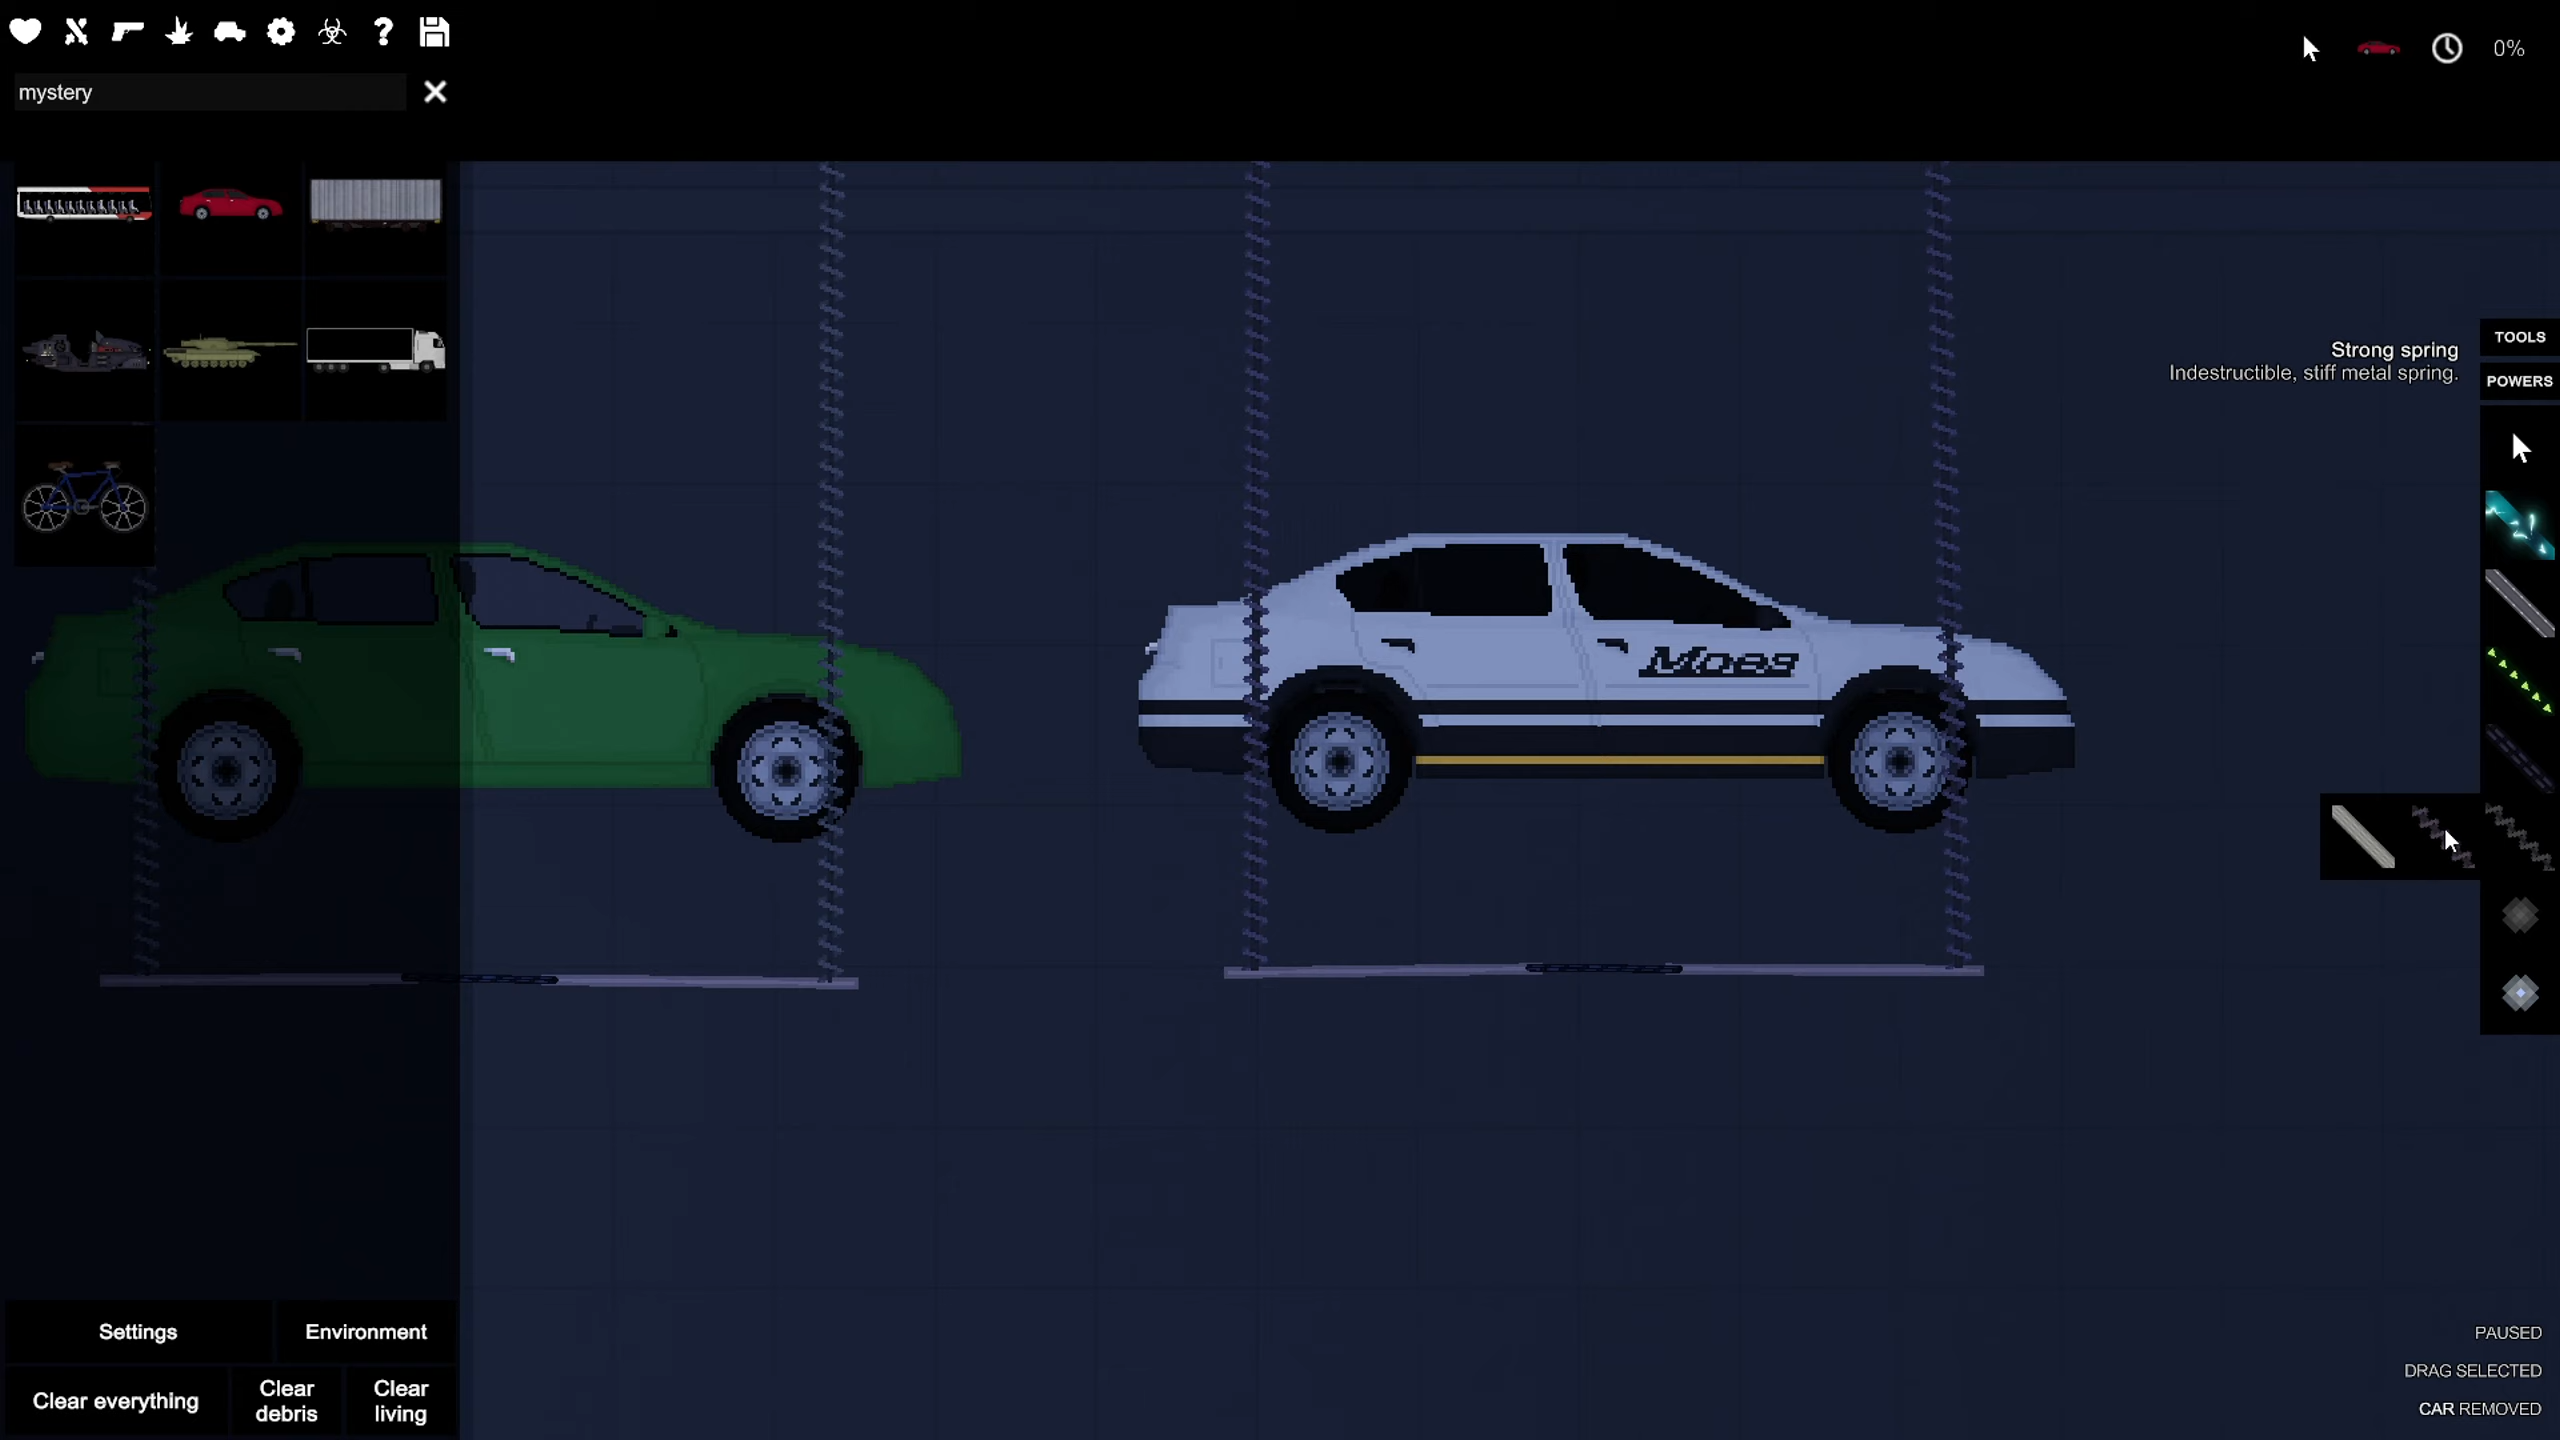 ?
0%
mystery
TOOLS
Strong spring
Indestructible, stiff metal spring.
POWERS
Moes
Settings
Environment
PAUSED
DRAG SELECTED
Clear everything
Clear
debris
Clear
living
CAR REMOVED